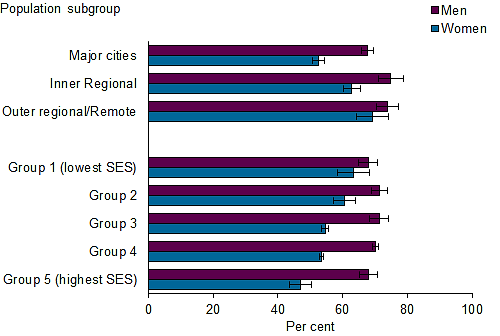 Population subgroup
Men
Women
Major cities
Inner Regional
Outer regional/Remote
Group 1 (lowest SES)
Group 2
Group 3
Group 4
Group 5 (highest SES)
0 20 40 60 80 100
Per cent